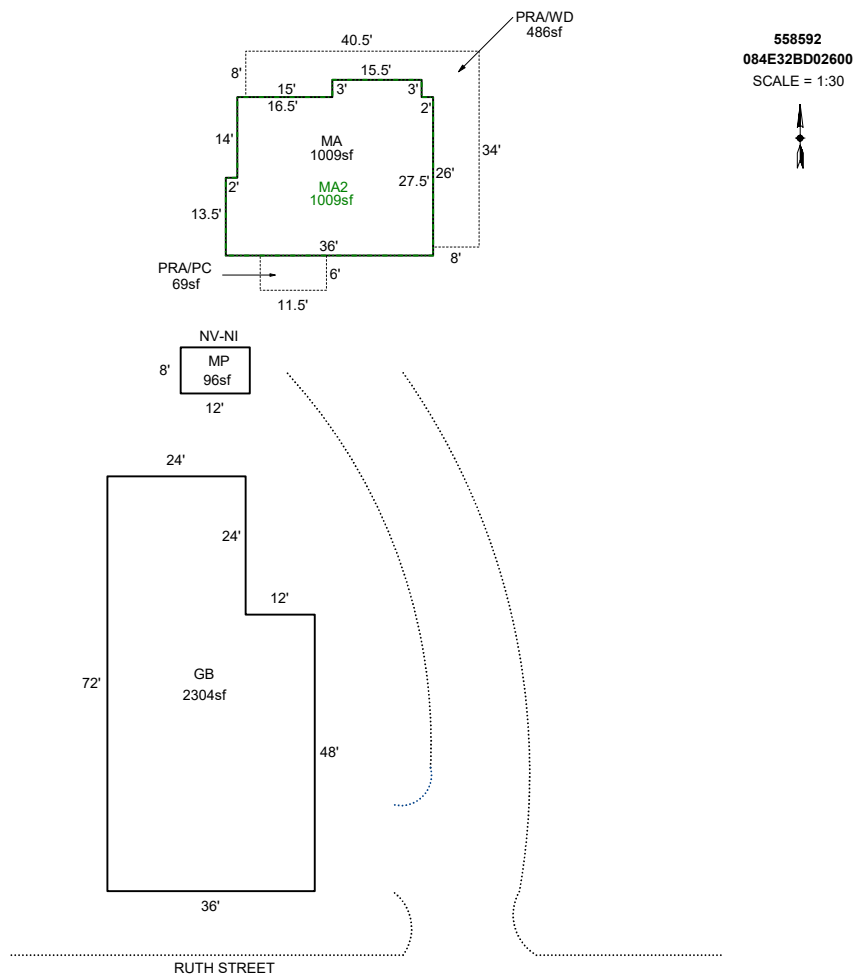 PRA/WD
486sf
558592
084E32BD02600
SCALE = 1:30
40.5'
15.5'
8'
15'
3'
3'
16.5'
2'
14'
MA
1009sf
34'
26'
27.5'
2'
MA2
1009sf
13.5'
36'
8'
PRA/PC
69sf
6'
11.5'
NV-NI
8'
MP
96sf
12'
24'
24'
12'
GB
2304sf
72'
48'
36'
RUTH STREET